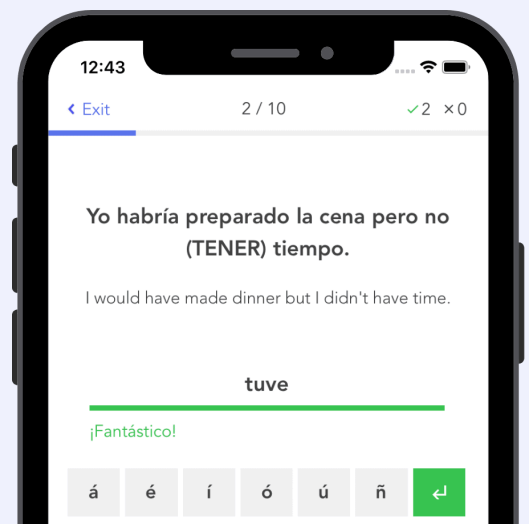 12:43
Exit 2 / 10 ✓2 ×0
Yo habría preparado la cena pero no
(TENER) tiempo.
I would have made dinner but I didn't have time.
tuve
¡Fantástico!
á é í ó ú ñ